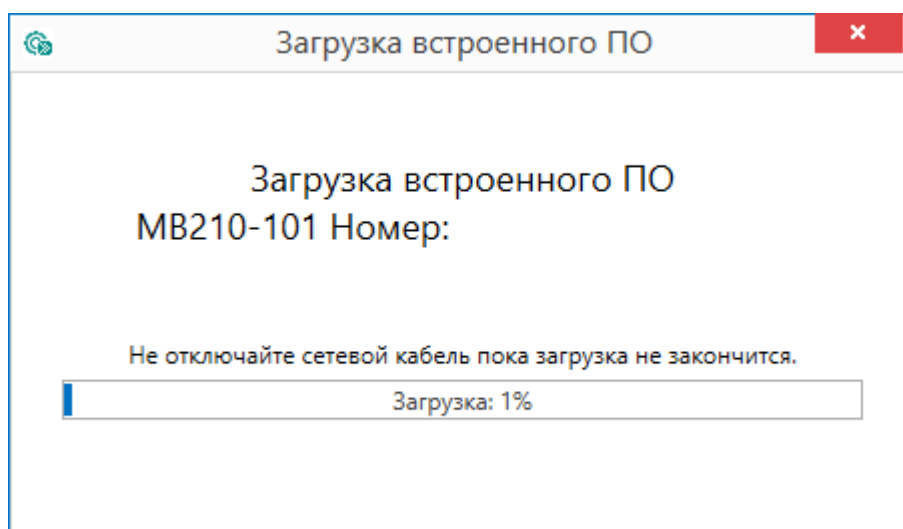 Загрузка встроенного ПО
Загрузка встроенного ПО
МВ210-101 Номер:
Не отключайте сетевой кабель пока загрузка не закончится.
Загрузка: 1%